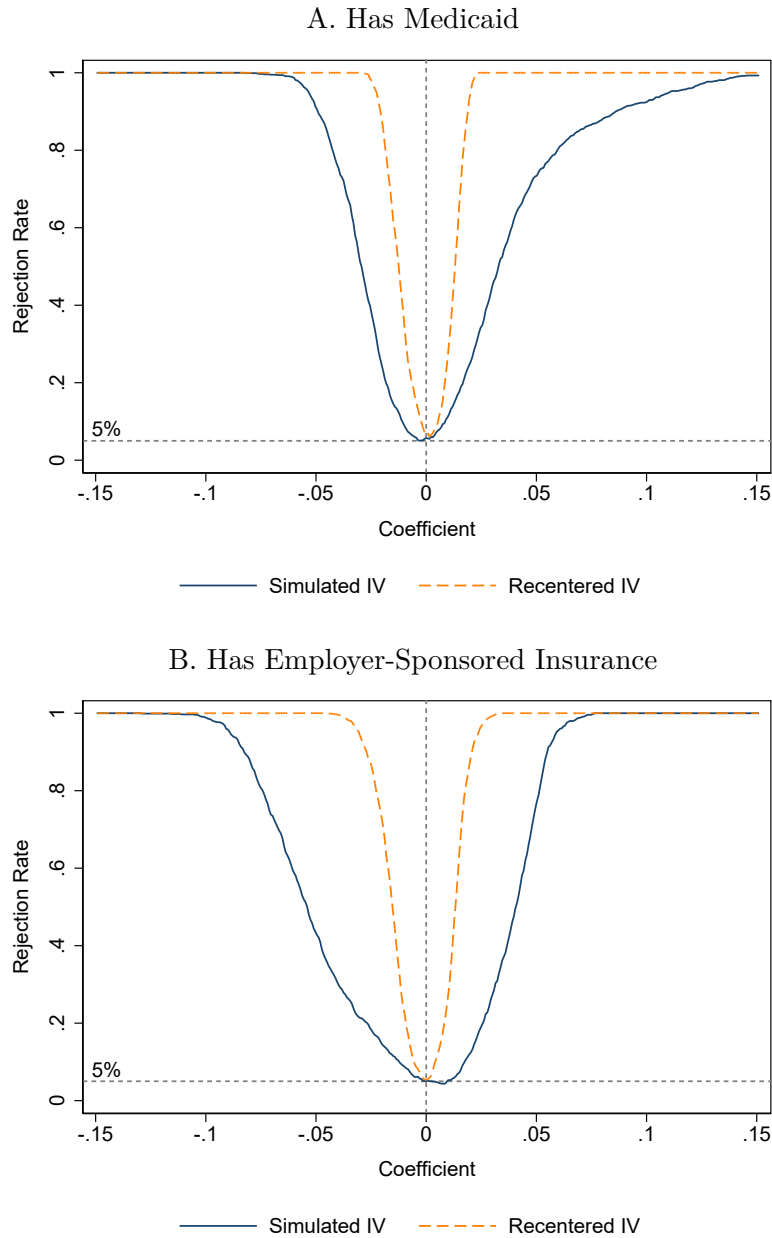 A. Has Medicaid
1
.8
.6
.4
.2
0
Rejection Rate
5%
-.15 -.1 -.05 0 .05 .1 .15
Coefficient
Simulated IV Recentered IV
B. Has Employer-Sponsored Insurance
1
.8
.6
.4
.2
0
Rejection Rate
5%
-.15 -.1 -.05 0 .05 .1 .15
Coefficient
Simulated IV Recentered IV